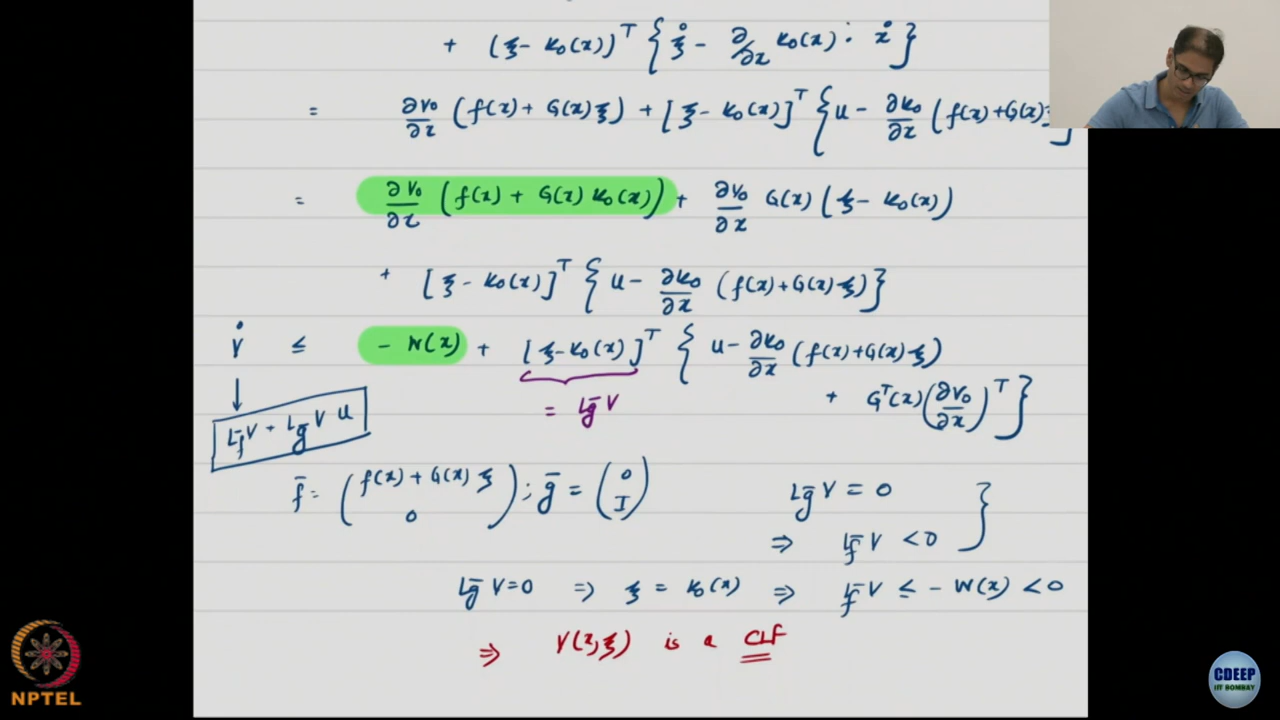 + [ξ - k₀(x)]ᵀ { ξ̇ - ∂/∂x k₀(x) · ẋ }
= ∂V₀/∂x (f(x) + G(x) ξ) + [ξ - k₀(x)]ᵀ { u - ∂k₀/∂x (f(x) + G(x)
= ∂V₀/∂x (f(x) + G(x) k₀(x)) + ∂V₀/∂x G(x) (ξ - k₀(x))
+ [ξ - k₀(x)]ᵀ { u - ∂k₀/∂x (f(x) + G(x) ξ) }
V̇ ≤ - W(x) + [ξ - k₀(x)]ᵀ { u - ∂k₀/∂x (f(x) + G(x) ξ)
+ Gᵀ(x) (∂V₀/∂x)ᵀ }
= L_ḡ V
L_f̄ V + L_ḡ V u
f̄ = ( f(x) + G(x) ξ
0 ) ; ḡ = ( 0
I )
L_ḡ V = 0
⇒ L_f̄ V < 0 }
L_ḡ V = 0 ⇒ ξ = k₀(x) ⇒ L_f̄ V ≤ - W(x) < 0
⇒ V(x, ξ) is a CLF
NPTEL
CDEEP
IIT BOMBAY